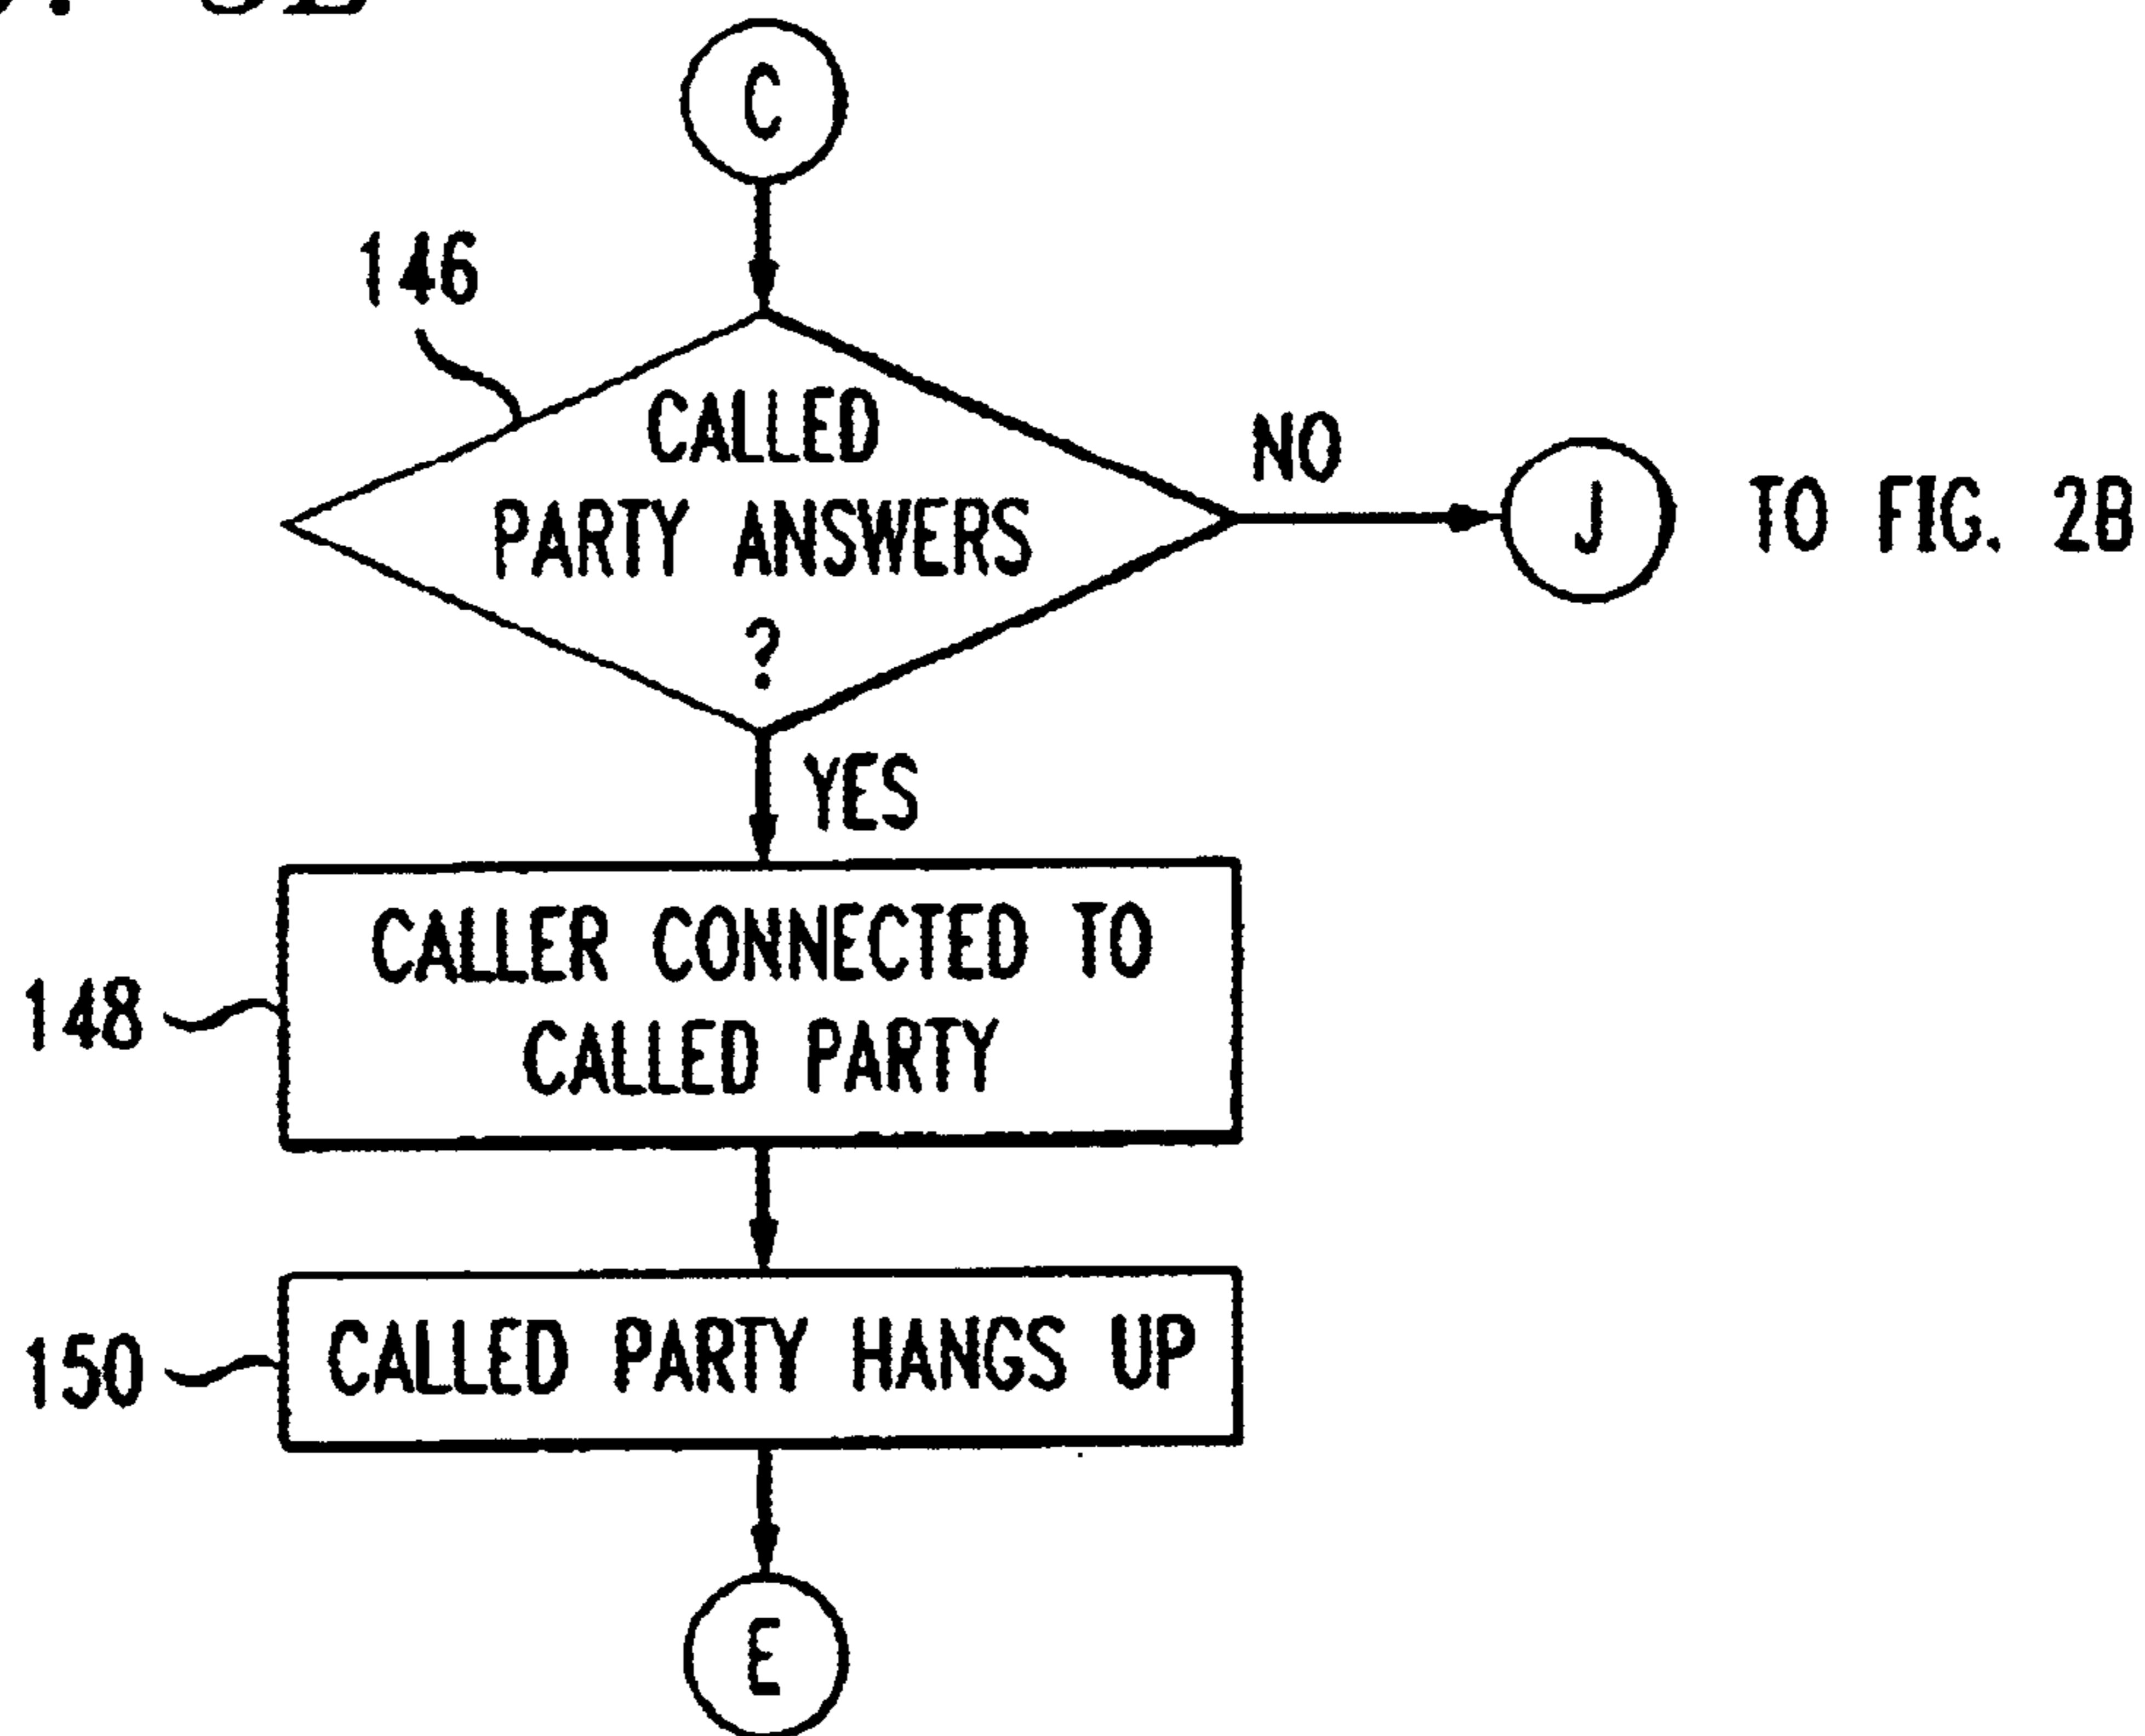 C
146
CALLED
PARTY ANSWERS
?
NO
J
TO FIG. 2B
YES
CALLER CONNECTED TO
CALLED PARTY
148
CALLED PARTY HANGS UP
150
E